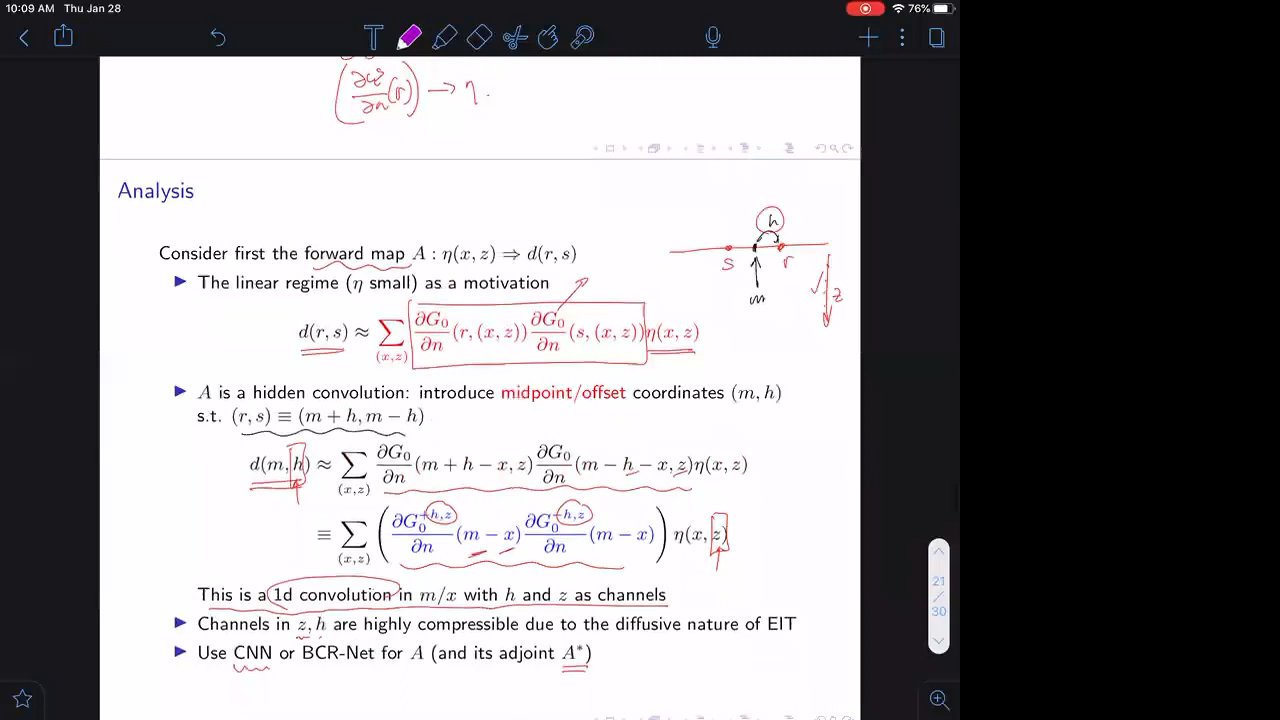 10:09 AM Thu Jan 28
76%
(∂G/∂n (r)) → η.
Analysis
Consider first the forward map A : η(x, z) ⇒ d(r, s)
▶ The linear regime (η small) as a motivation
d(r, s) ≈ ∑_(x,z) ∂G₀/∂n (r, (x, z)) ∂G₀/∂n (s, (x, z)) η(x, z)
h
s
r
m
z
▶ A is a hidden convolution: introduce midpoint/offset coordinates (m, h)
s.t. (r, s) ≡ (m + h, m − h)
d(m, h) ≈ ∑_(x,z) ∂G₀/∂n (m + h − x, z) ∂G₀/∂n (m − h − x, z)η(x, z)
≡ ∑_(x,z) ( ∂G₀^{+h,z}/∂n (m − x) ∂G₀^{−h,z}/∂n (m − x) ) η(x, z)
This is a 1d convolution in m/x with h and z as channels
▶ Channels in z, h are highly compressible due to the diffusive nature of EIT
▶ Use CNN or BCR-Net for A (and its adjoint A*)
21
/
30